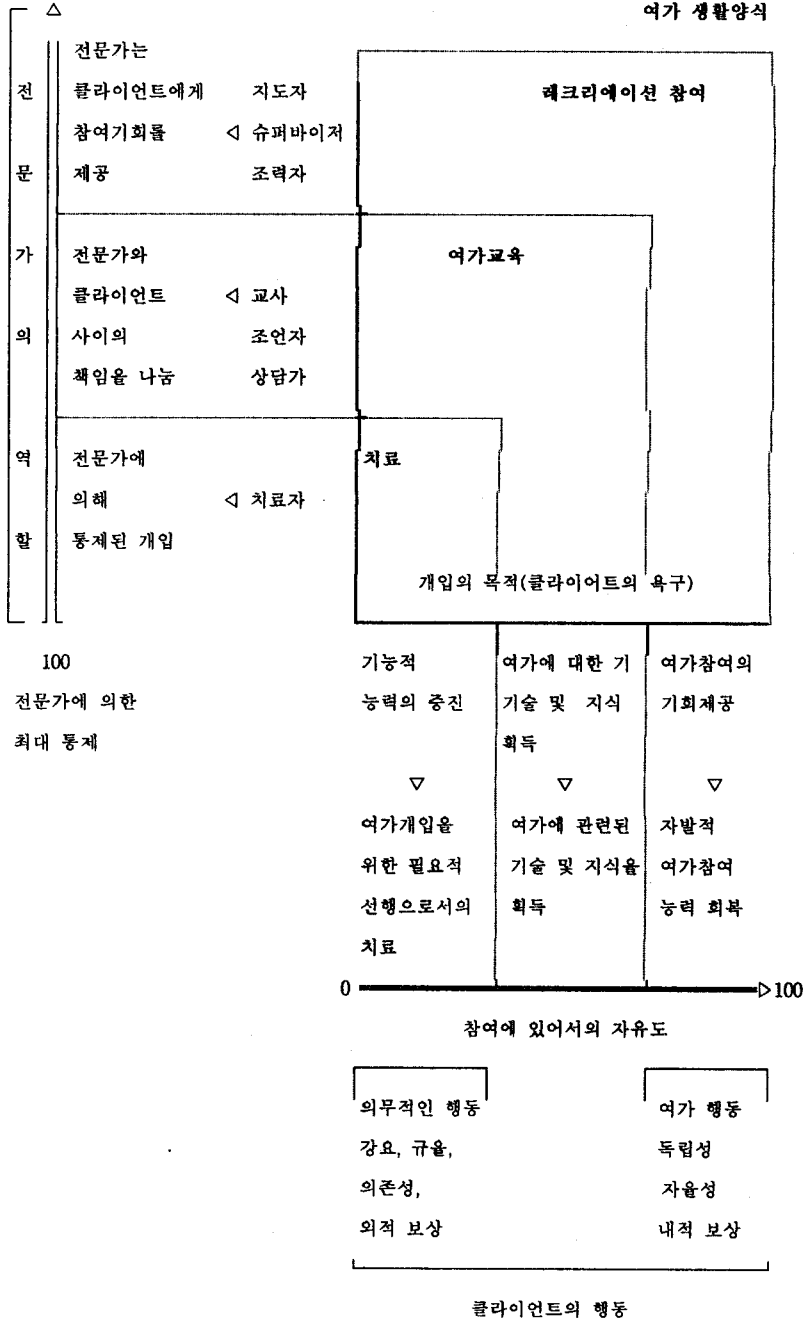 여가 생활양식
전문가의 역할
전문가는
클라이언트에게 지도자
참여기회를 ◁ 슈퍼바이저
제공 조력자
레크리에이션 참여
전문가와
클라이언트 ◁ 교사
사이의 조언자
책임을 나눔 상담가
여가교육
전문가에
의해 ◁ 치료자
통제된 개입
치료
개입의 목적(클라이어트의 욕구)
100
전문가에 의한
최대 통제
기능적
능력의 증진
여가에 대한 기
기술 및 지식
획득
여가참여의
기회제공
▽ ▽ ▽
여가개입을
위한 필요적
선행으로서의
치료
여가에 관련된
기술 및 지식을
획득
자발적
여가참여
능력 회복
0 ▷100
참여에 있어서의 자유도
의무적인 행동
강요, 규율,
의존성,
외적 보상
여가 행동
독립성
자율성
내적 보상
클라이언트의 행동